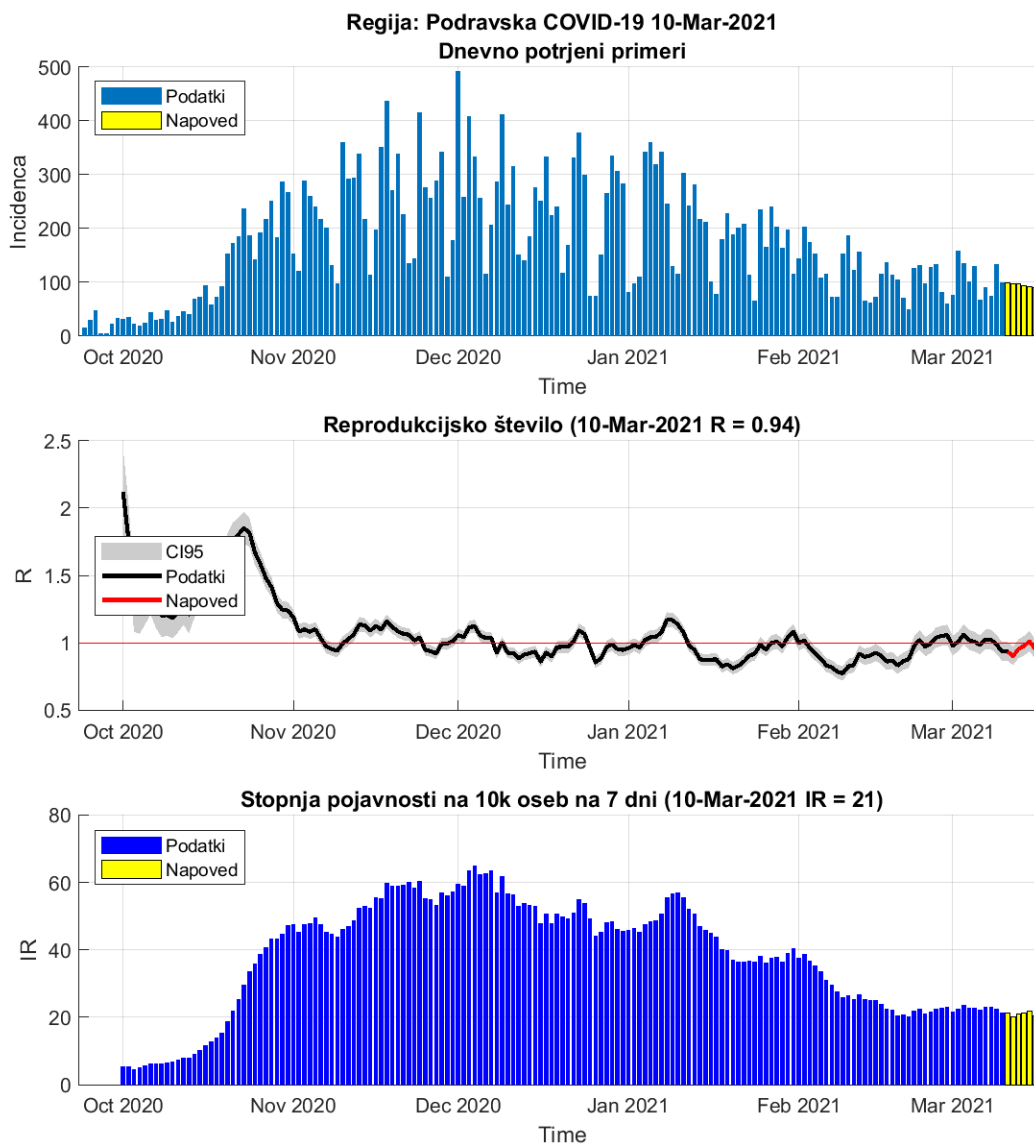 Regija: Podravska COVID-19 10-Mar-2021
Dnevno potrjeni primeri
500
400
300
200
100
0
Incidenca
Podatki
Napoved
Oct 2020 Nov 2020 Dec 2020 Jan 2021 Feb 2021 Mar 2021
Time
Reprodukcijsko število (10-Mar-2021 R = 0.94)
2.5
2
1.5
1
0.5
R
CI95
Podatki
Napoved
Oct 2020 Nov 2020 Dec 2020 Jan 2021 Feb 2021 Mar 2021
Time
Stopnja pojavnosti na 10k oseb na 7 dni (10-Mar-2021 IR = 21)
80
60
40
20
0
IR
Podatki
Napoved
Oct 2020 Nov 2020 Dec 2020 Jan 2021 Feb 2021 Mar 2021
Time